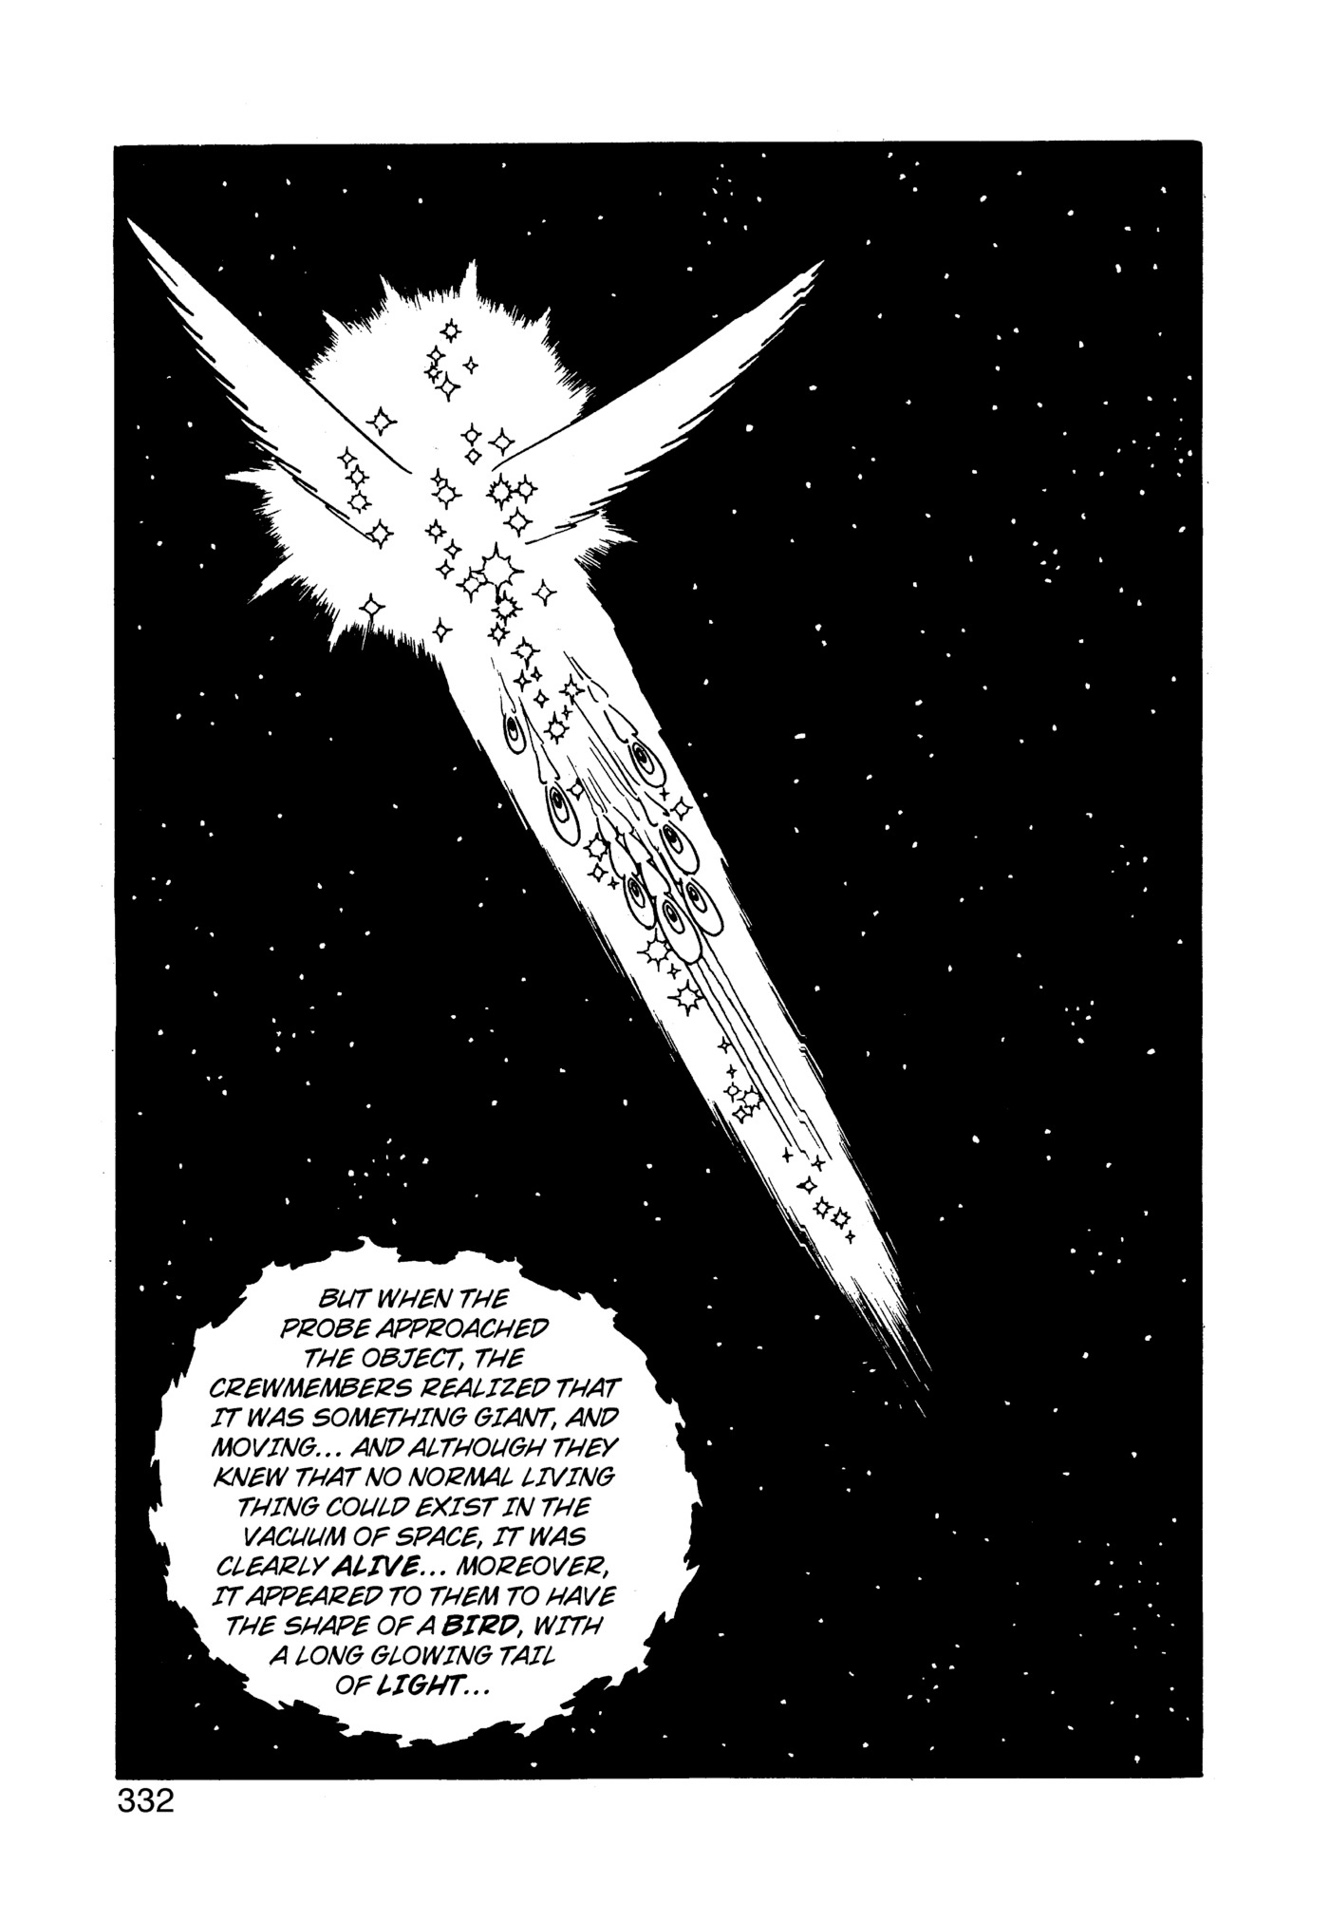 BUT WHEN THE
PROBE APPROACHED
THE OBJECT, THE
CREWMEMBERS REALIZED THAT
IT WAS SOMETHING GIANT, AND
MOVING... AND ALTHOUGH THEY
KNEW THAT NO NORMAL LIVING
THING COULD EXIST IN THE
VACUUM OF SPACE, IT WAS
CLEARLY ALIVE... MOREOVER,
IT APPEARED TO THEM TO HAVE
THE SHAPE OF A BIRD, WITH
A LONG GLOWING TAIL
OF LIGHT...
332